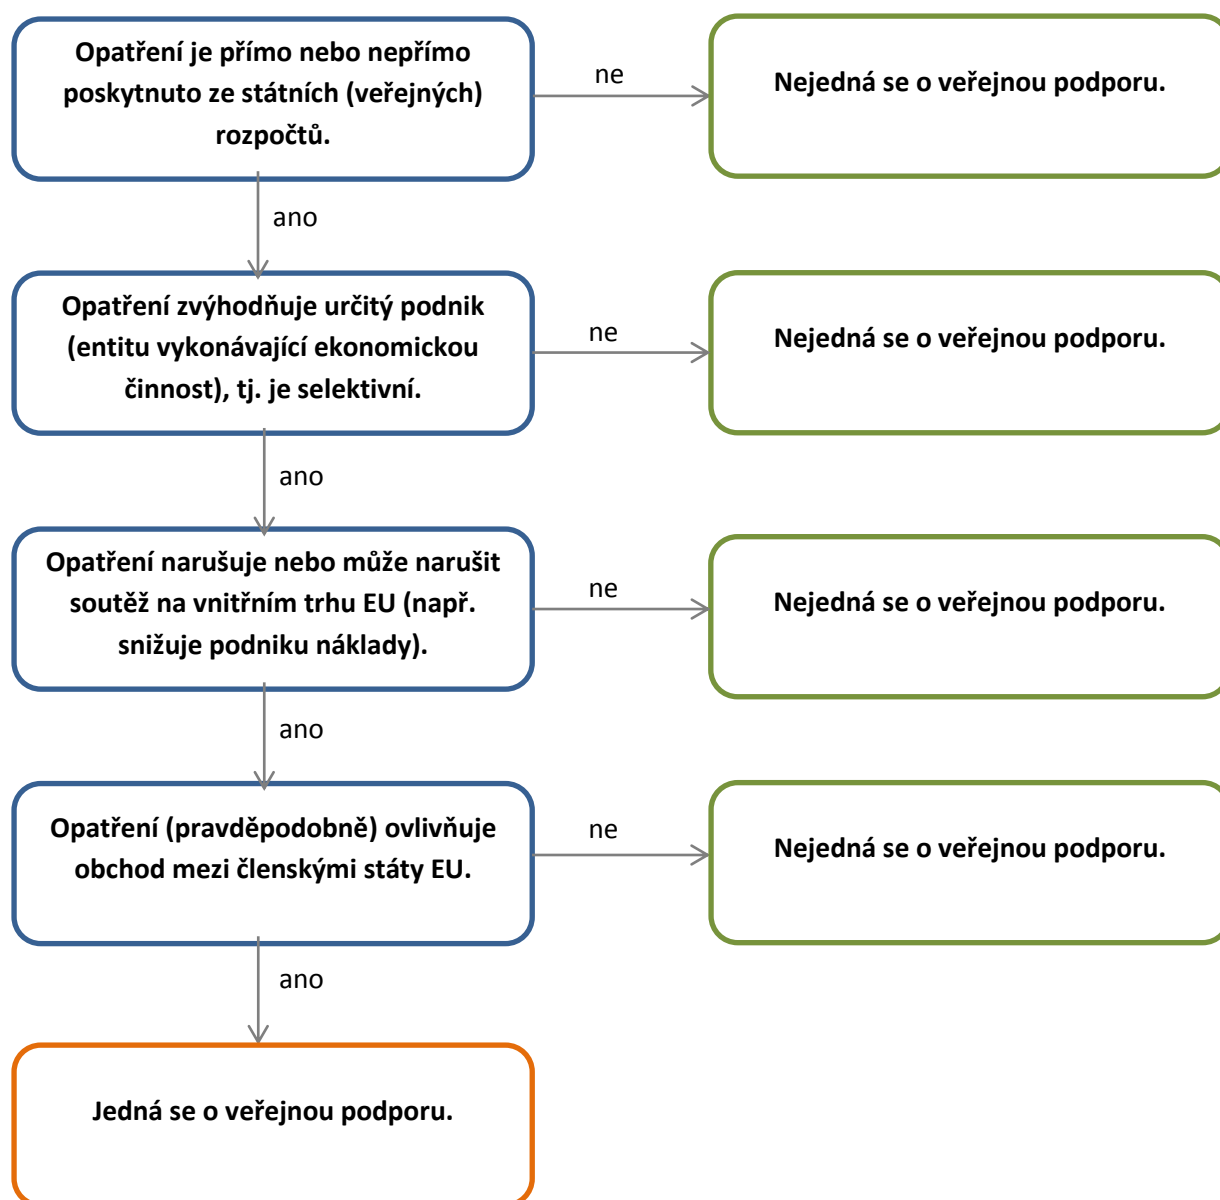 Opatření je přímo nebo nepřímo
poskytnuto ze státních (veřejných)
rozpočtů.
ne
Nejedná se o veřejnou podporu.
ano
Opatření zvýhodňuje určitý podnik
(entitu vykonávající ekonomickou
činnost), tj. je selektivní.
ne
Nejedná se o veřejnou podporu.
ano
Opatření narušuje nebo může narušit
soutěž na vnitřním trhu EU (např.
snižuje podniku náklady).
ne
Nejedná se o veřejnou podporu.
ano
Opatření (pravděpodobně) ovlivňuje
obchod mezi členskými státy EU.
ne
Nejedná se o veřejnou podporu.
ano
Jedná se o veřejnou podporu.